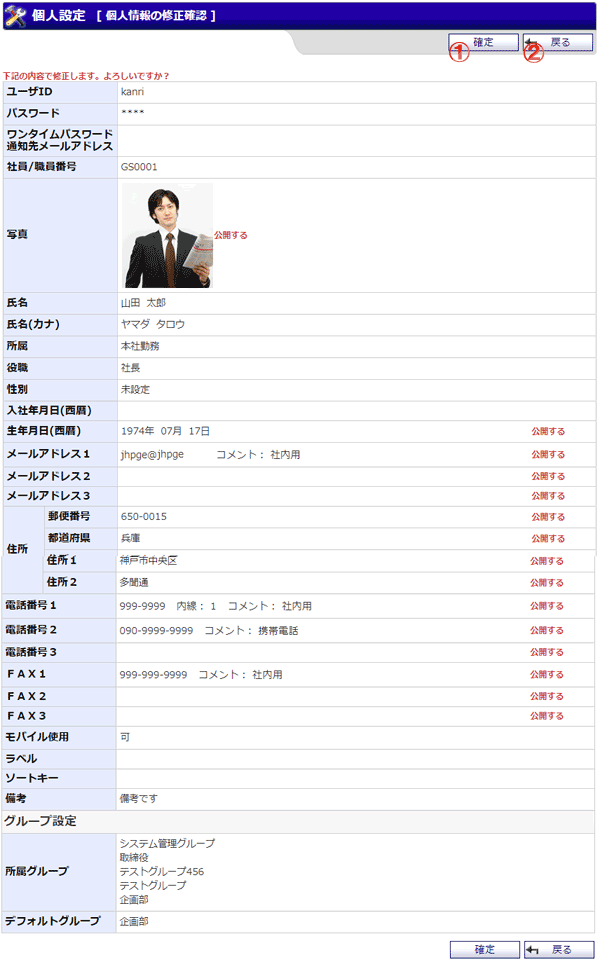 個人設定 [ 個人情報の修正確認 ]
確定 戻る
① ②
下記の内容で修正します。よろしいですか？
ユーザID kanri
パスワード ****
ワンタイムパスワード
通知先メールアドレス
社員/職員番号 GS0001
写真 公開する
氏名 山田 太郎
氏名(カナ) ヤマダ タロウ
所属 本社勤務
役職 社長
性別 未設定
入社年月日(西暦)
生年月日(西暦) 1974年 07月 17日 公開する
メールアドレス１ jhpge@jhpge コメント： 社内用 公開する
メールアドレス２ 公開する
メールアドレス３ 公開する
住所
郵便番号 650-0015 公開する
都道府県 兵庫 公開する
住所１ 神戸市中央区 公開する
住所２ 多聞通 公開する
電話番号１ 999-9999 内線： 1 コメント： 社内用 公開する
電話番号２ 090-9999-9999 コメント： 携帯電話 公開する
電話番号３ 公開する
ＦＡＸ１ 999-999-9999 コメント： 社内用 公開する
ＦＡＸ２ 公開する
ＦＡＸ３ 公開する
モバイル使用 可
ラベル
ソートキー
備考 備考です
グループ設定
所属グループ
システム管理グループ
取締役
テストグループ456
テストグループ
企画部
デフォルトグループ 企画部
確定 戻る